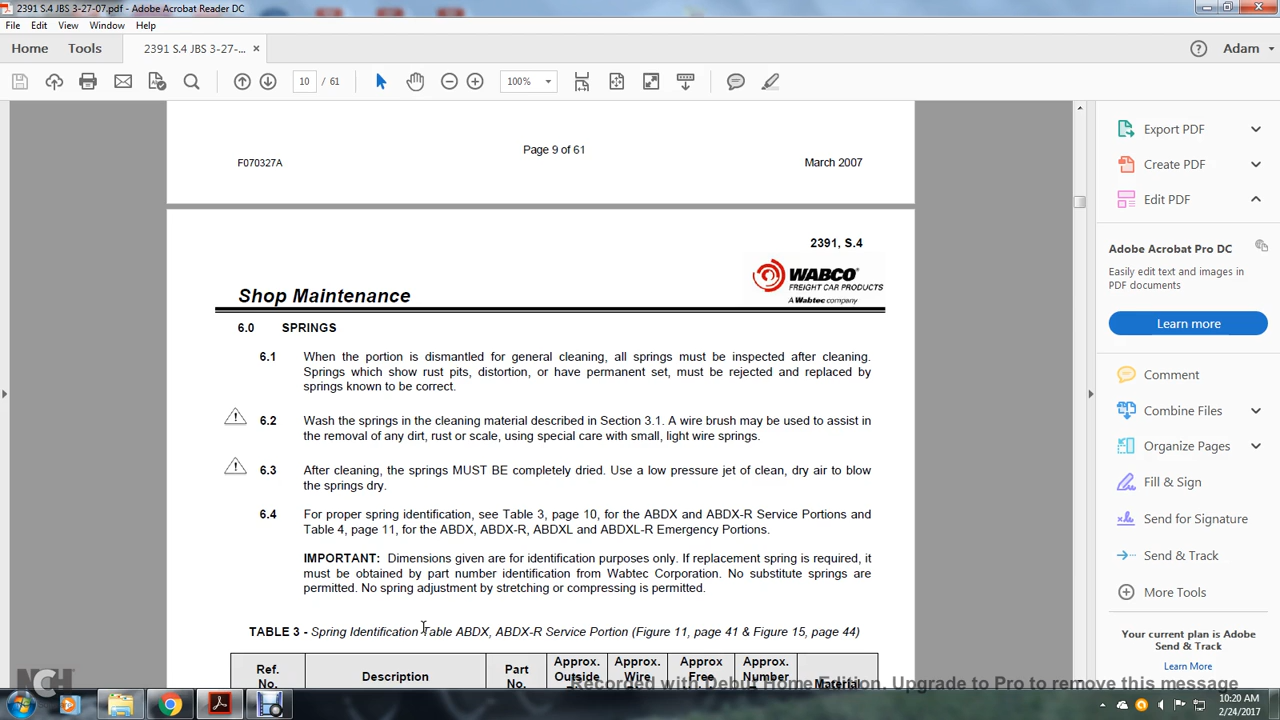 2391 S.4 JBS 3-27-07.pdf - Adobe Acrobat Reader DC
File Edit View Window Help
Home Tools 2391 S.4 JBS 3-27-... × Adam
10 / 61 100%
Page 9 of 61
F070327A March 2007
2391, S.4
WABCO
FREIGHT CAR PRODUCTS
A Wabtec company
Shop Maintenance
6.0 SPRINGS
6.1 When the portion is dismantled for general cleaning, all springs must be inspected after cleaning.
Springs which show rust pits, distortion, or have permanent set, must be rejected and replaced by
springs known to be correct.
! 6.2 Wash the springs in the cleaning material described in Section 3.1. A wire brush may be used to assist in
the removal of any dirt, rust or scale, using special care with small, light wire springs.
! 6.3 After cleaning, the springs MUST BE completely dried. Use a low pressure jet of clean, dry air to blow
the springs dry.
6.4 For proper spring identification, see Table 3, page 10, for the ABDX and ABDX-R Service Portions and
Table 4, page 11, for the ABDX, ABDX-R, ABDXL and ABDXL-R Emergency Portions.
IMPORTANT: Dimensions given are for identification purposes only. If replacement spring is required, it
must be obtained by part number identification from Wabtec Corporation. No substitute springs are
permitted. No spring adjustment by stretching or compressing is permitted.
TABLE 3 - Spring Identification Table ABDX, ABDX-R Service Portion (Figure 11, page 41 & Figure 15, page 44)
Ref.
No.
Description
Part
No.
Approx.
Outside
Approx.
Wire
Approx.
Free
Approx.
Number
Material
Export PDF
Create PDF
Edit PDF
Adobe Acrobat Pro DC
Easily edit text and images in
PDF documents
Learn more
Comment
Combine Files
Organize Pages
Fill & Sign
Send for Signature
Send & Track
More Tools
Your current plan is Adobe
Send & Track
Learn More
NCH
Recorded with Debut Home Edition. Upgrade to Pro to remove this message
10:20 AM
2/24/2017